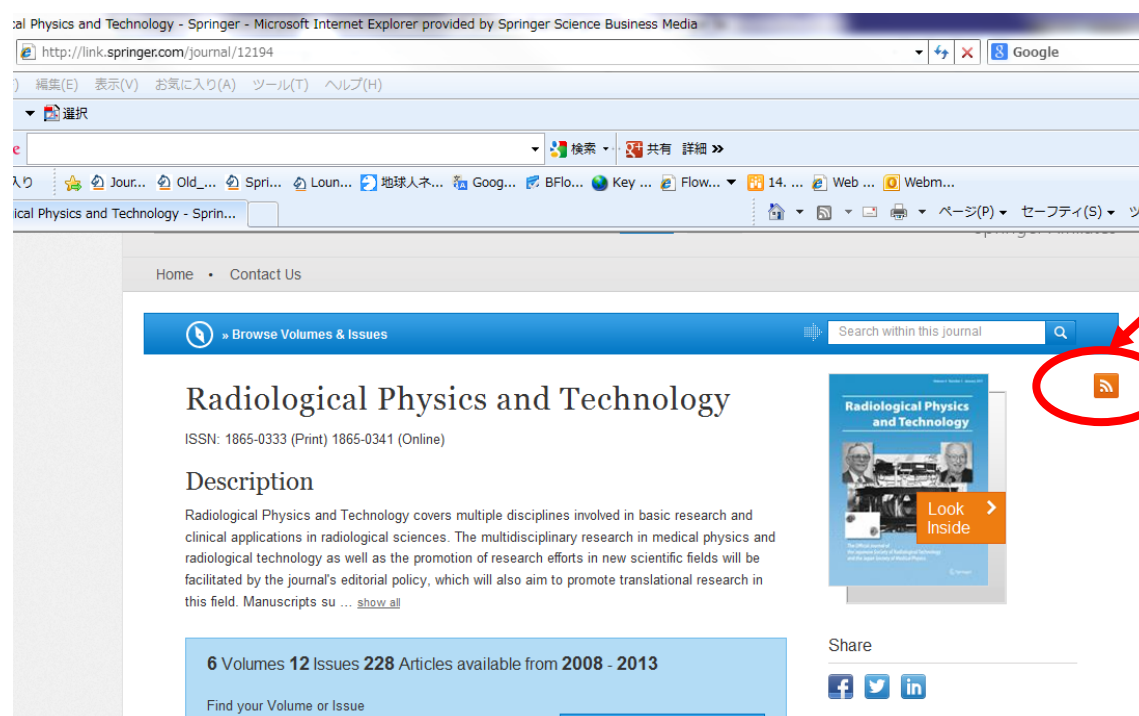 cal Physics and Technology - Springer - Microsoft Internet Explorer provided by Springer Science Business Media
http://link.springer.com/journal/12194
Google
) 編集(E) 表示(V) お気に入り(A) ツール(T) ヘルプ(H)
選択
e 検索 共有 詳細 »
入り Jour... Old_... Spri... Loun... 地球人ネ... Goog... BFlo... Key ... Flow... 14. ... Web ... Webm...
ical Physics and Technology - Sprin...
ページ(P) セーフティ(S) ツ
Home • Contact Us
» Browse Volumes & Issues
Search within this journal
Radiological Physics and Technology
ISSN: 1865-0333 (Print) 1865-0341 (Online)
Radiological Physics
and Technology
Look
Inside
Springer
Description
Radiological Physics and Technology covers multiple disciplines involved in basic research and
clinical applications in radiological sciences. The multidisciplinary research in medical physics and
radiological technology as well as the promotion of research efforts in new scientific fields will be
facilitated by the journal's editorial policy, which will also aim to promote translational research in
this field. Manuscripts su ... show all
Share
f
in
6 Volumes 12 Issues 228 Articles available from 2008 - 2013
Find your Volume or Issue